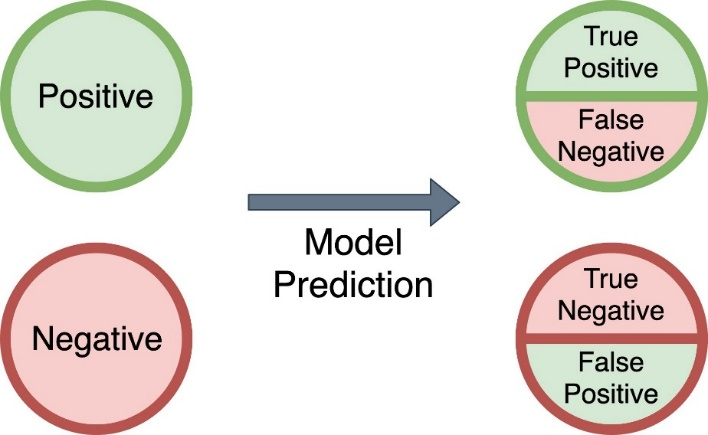 Positive
True
Positive
False
Negative
Model
Prediction
Negative
True
Negative
False
Positive